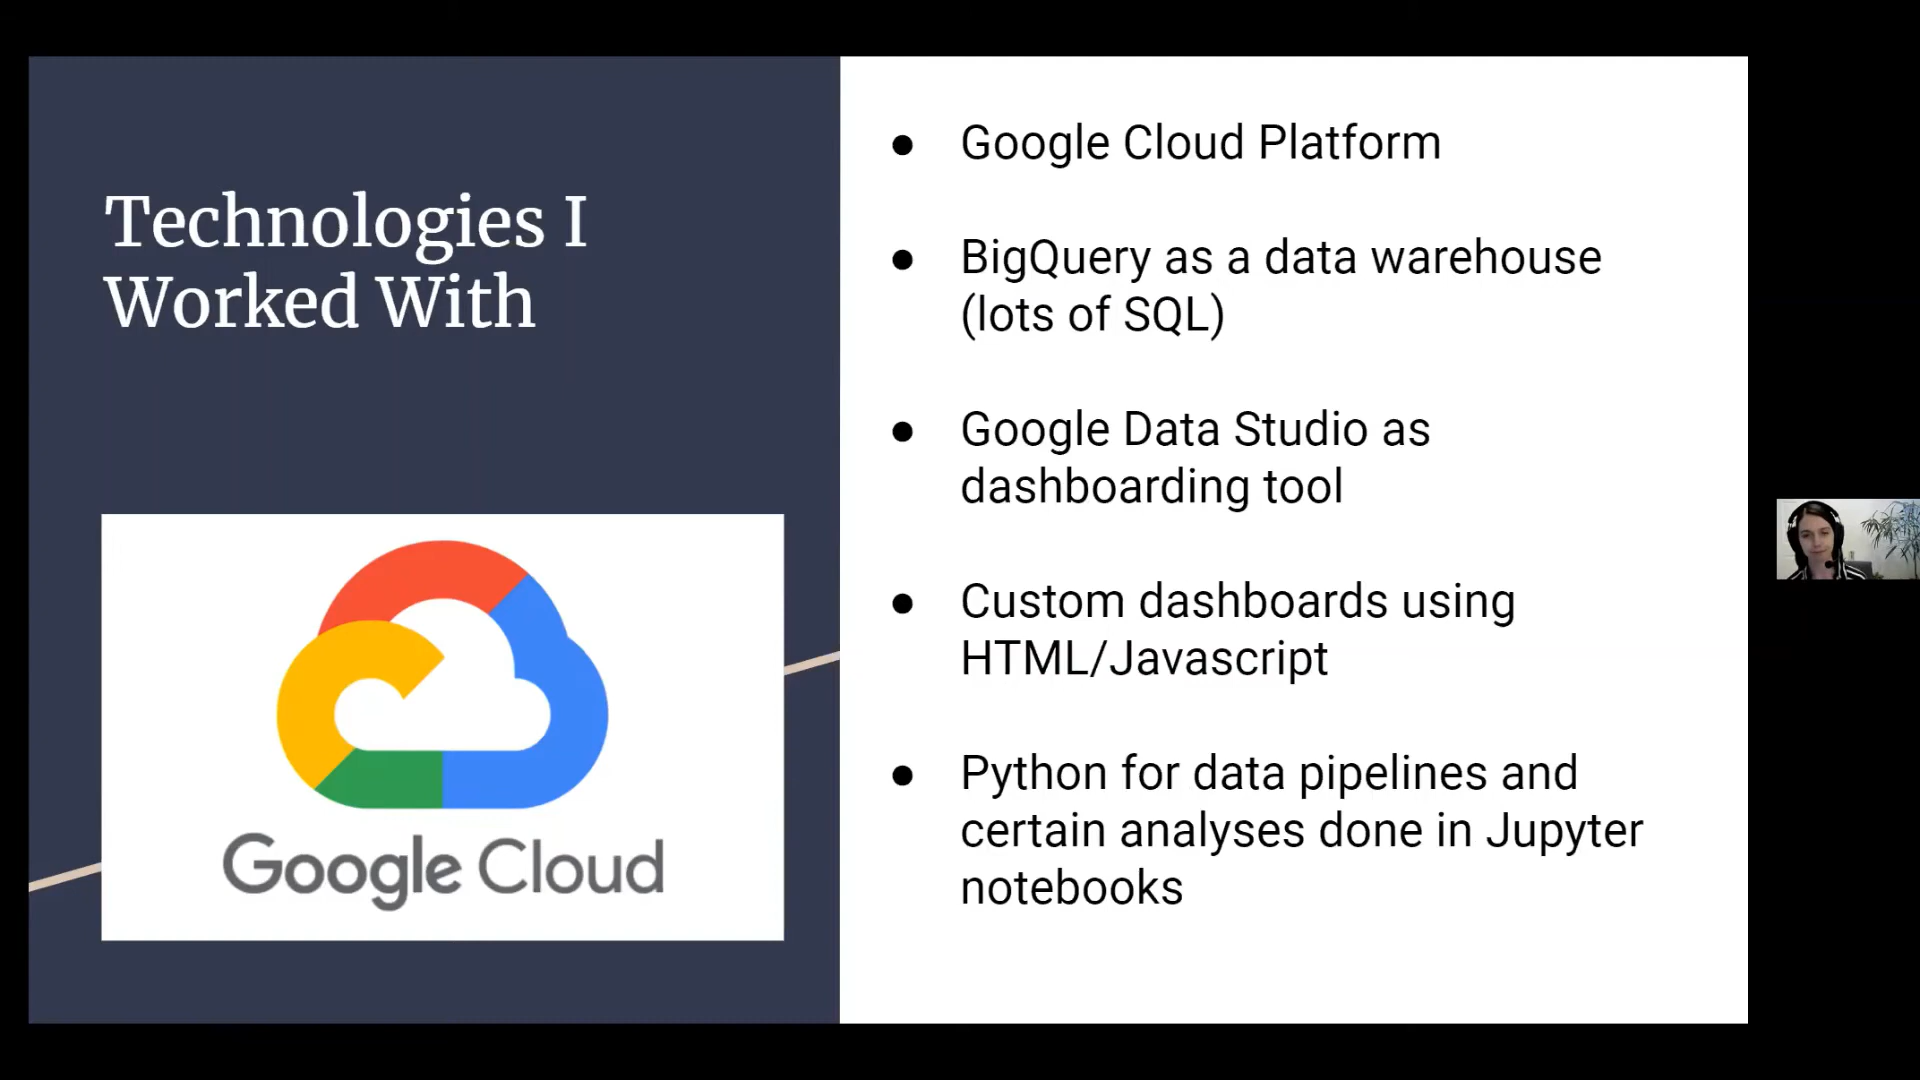 Technologies I
Worked With
Google Cloud
● Google Cloud Platform
● BigQuery as a data warehouse
(lots of SQL)
● Google Data Studio as
dashboarding tool
● Custom dashboards using
HTML/Javascript
● Python for data pipelines and
certain analyses done in Jupyter
notebooks